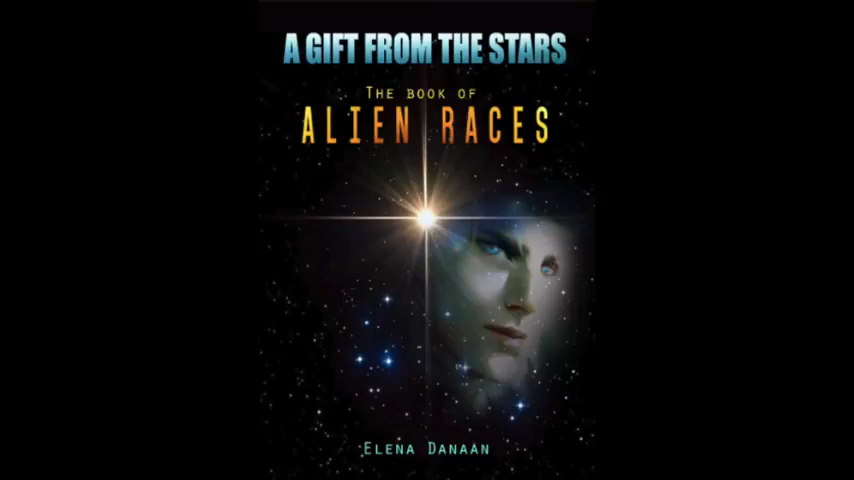 A GIFT FROM THE STARS
THE BOOK OF
ALIEN RACES
ELENA DANAAN